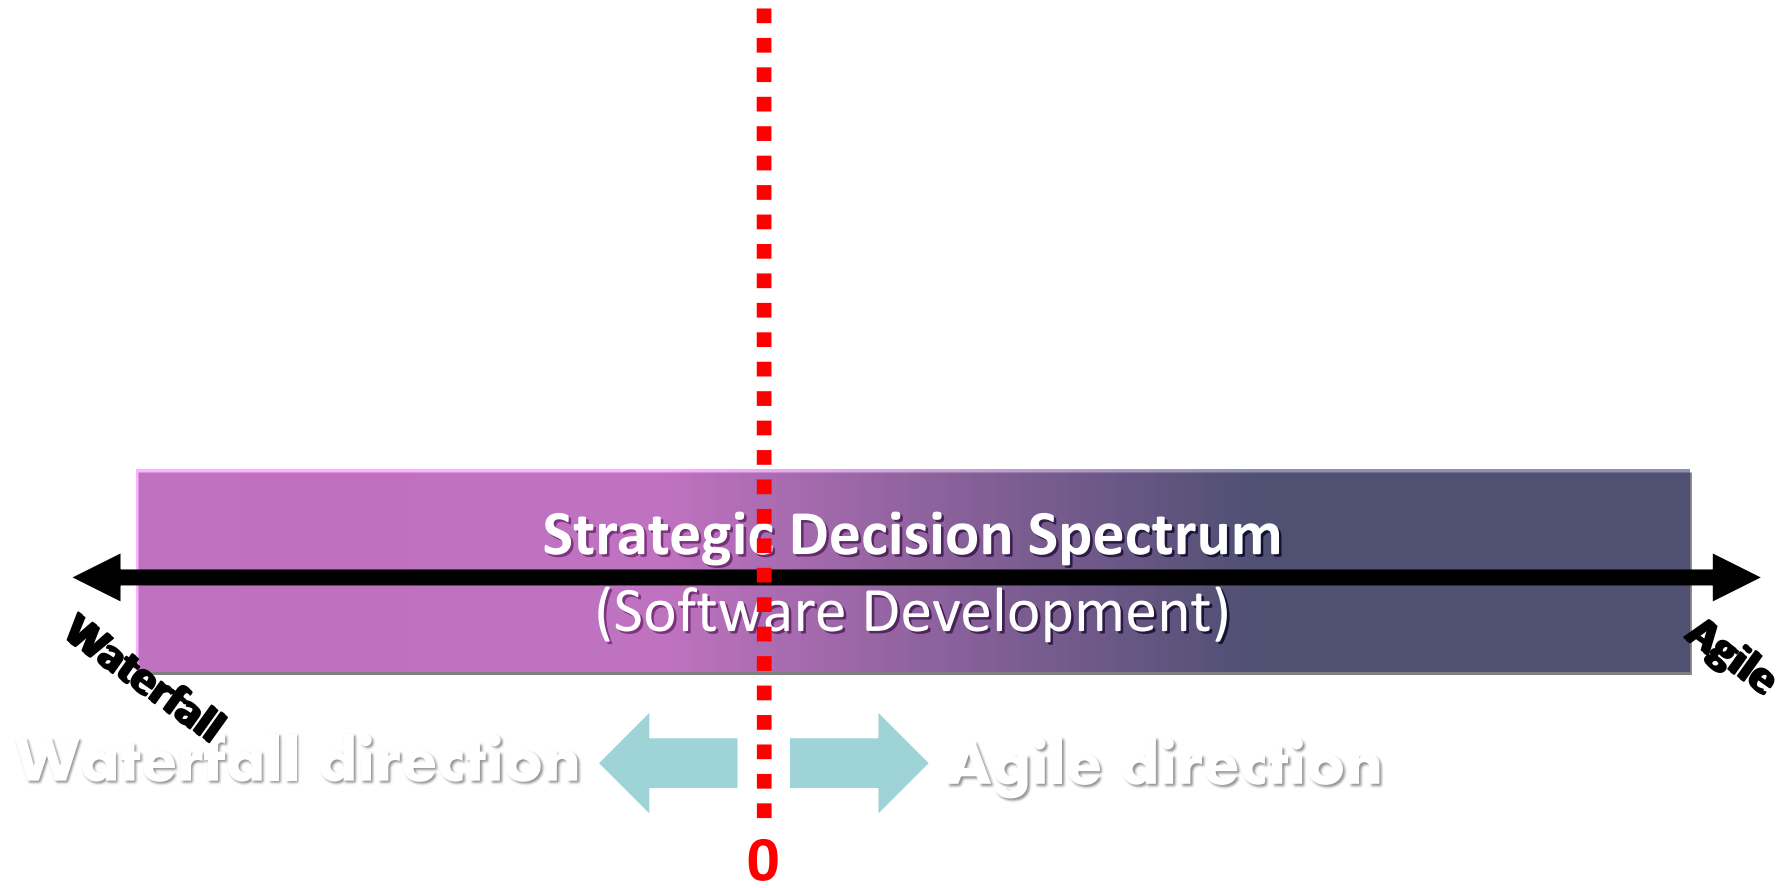 Strategic Decision Spectrum
(Software Development)
Waterfall
Agile
Waterfall direction
Agile direction
0